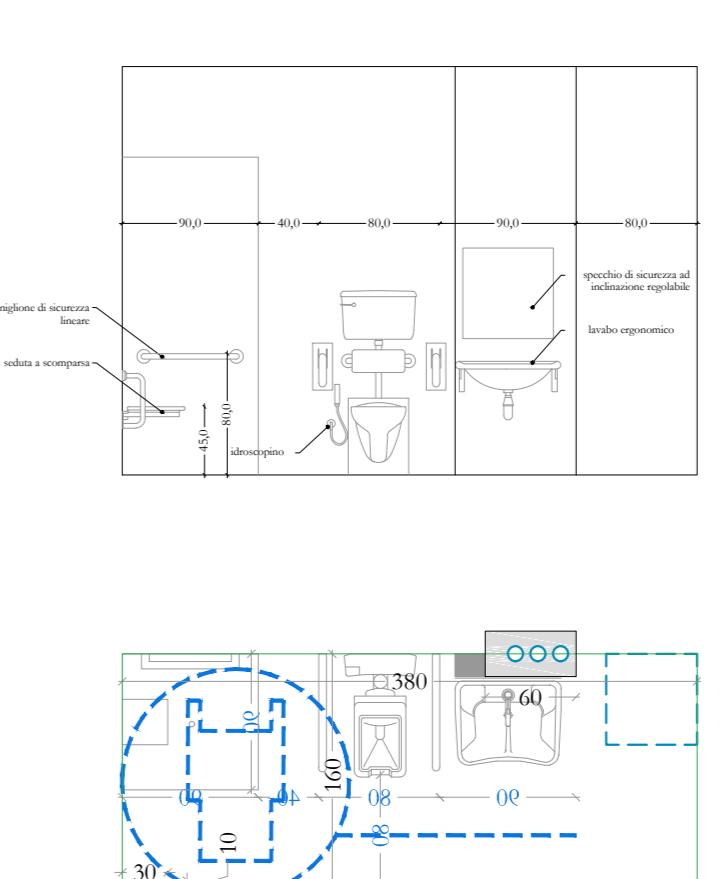 90,0
40,0
80,0
90,0
80,0
specchio di sicurezza ad
inclinazione regolabile
niglione di sicurezza
lineare
lavabo ergonomico
seduta a scomparsa
80,0
45,0
idroscopino
380
60
90
160
90
40
80
90
80
10
30